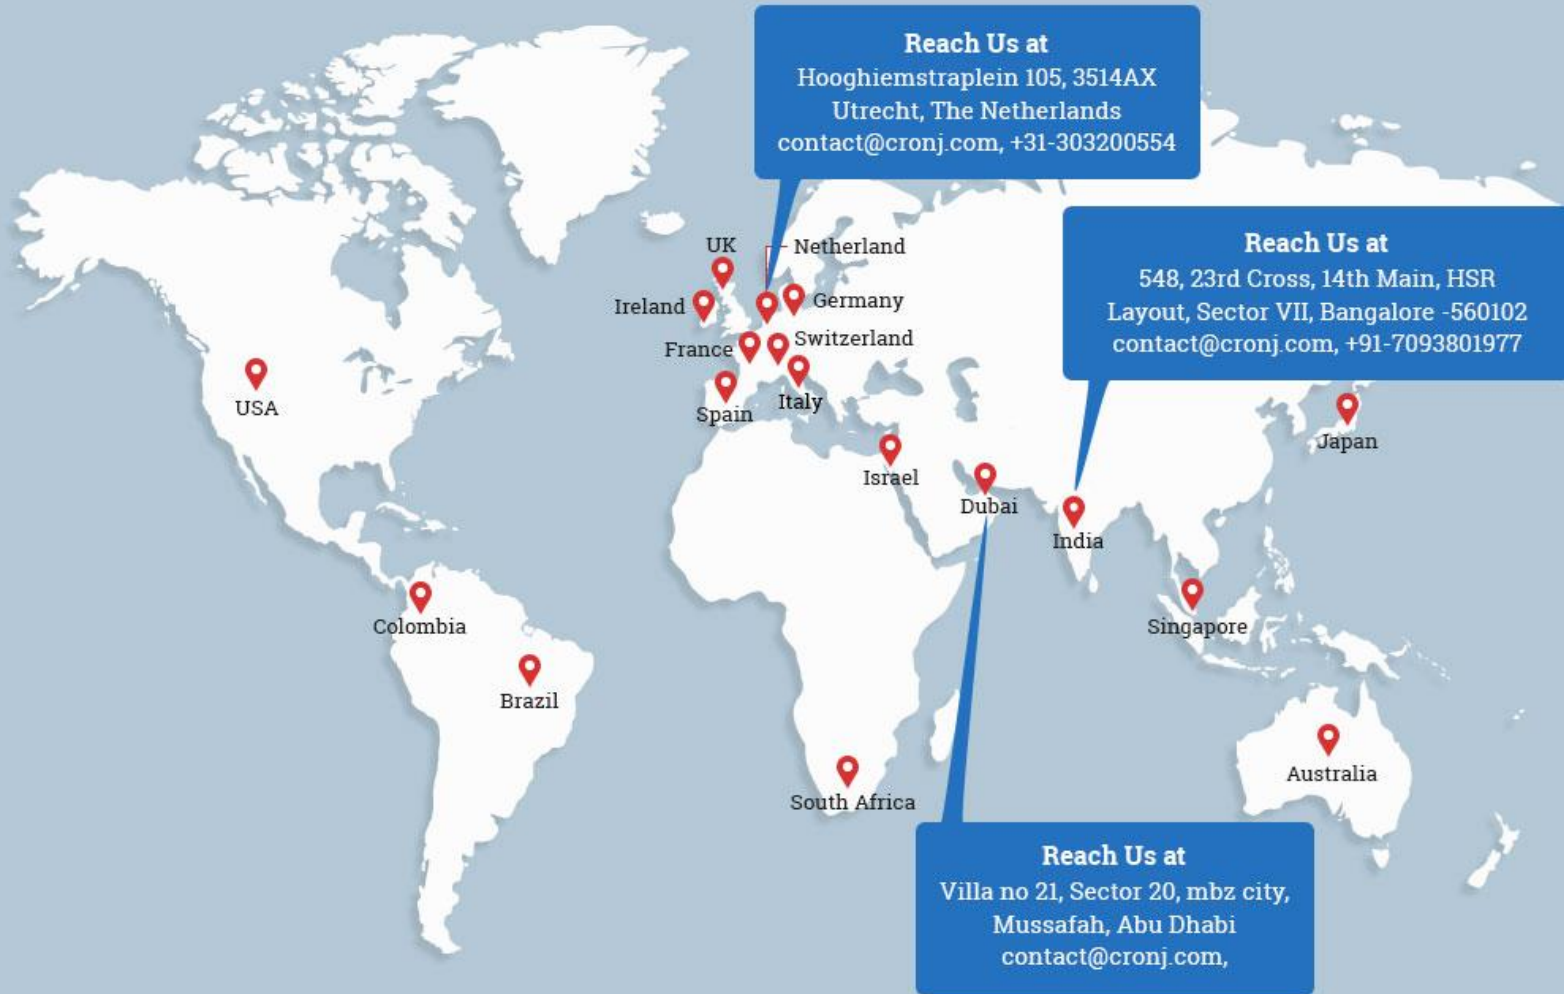 Reach Us at
Hooghiemstraplein 105, 3514AX
Utrecht, The Netherlands
contact@cronj.com, +31-303200554
Reach Us at
548, 23rd Cross, 14th Main, HSR
Layout, Sector VII, Bangalore -560102
contact@cronj.com, +91-7093801977
UK
Netherland
Ireland
Germany
France
Switzerland
USA
Spain
Italy
Japan
Israel
Dubai
India
Colombia
Singapore
Brazil
Australia
South Africa
Reach Us at
Villa no 21, Sector 20, mbz city,
Mussafah, Abu Dhabi
contact@cronj.com,